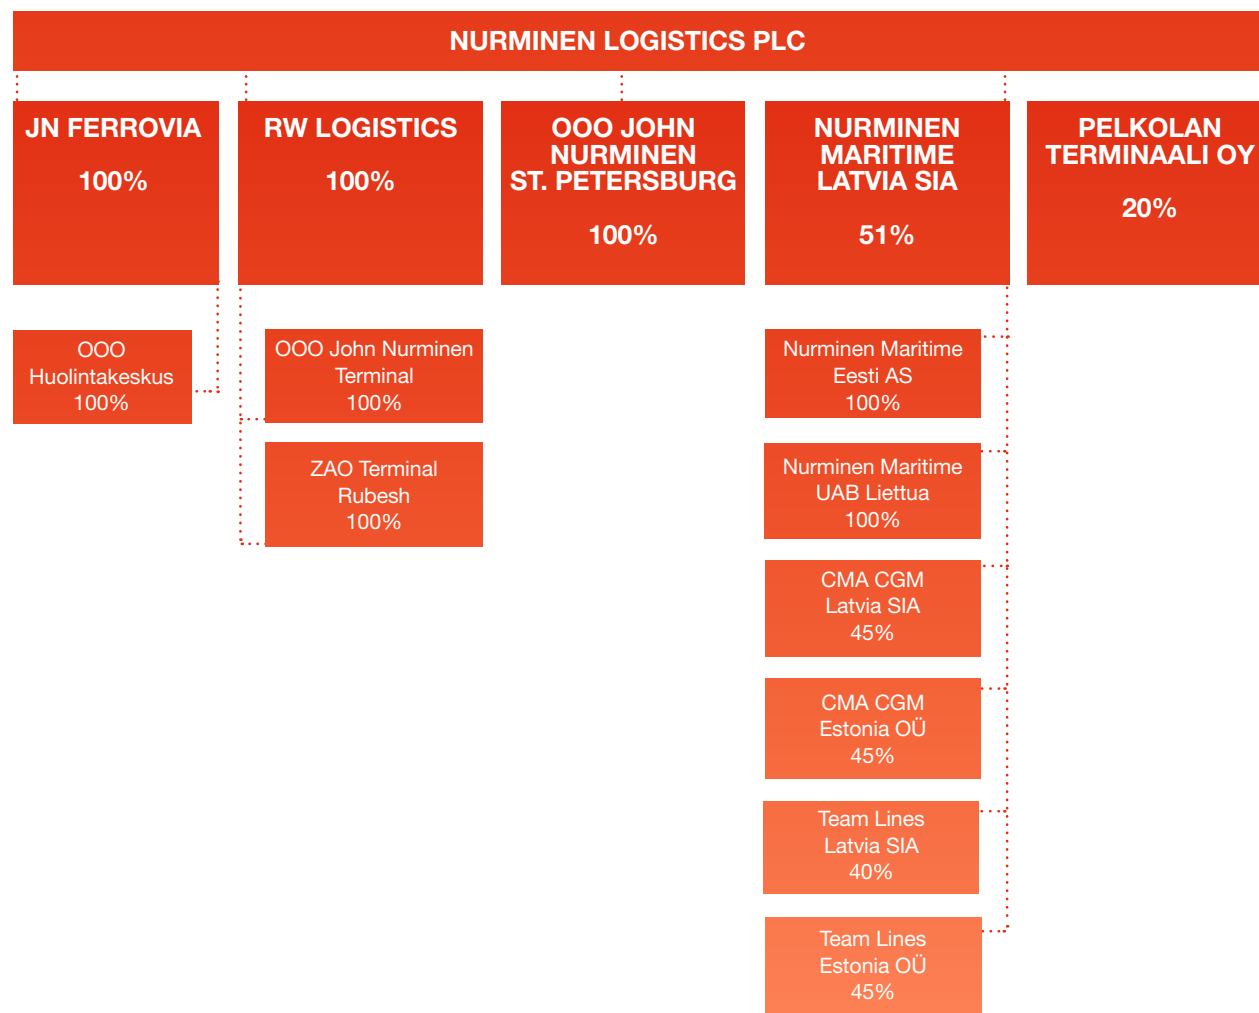 NURMINEN LOGISTICS PLC
JN FERROVIA
100%
RW LOGISTICS
100%
OOO JOHN
NURMINEN
ST. PETERSBURG
100%
NURMINEN
MARITIME
LATVIA SIA
51%
PELKOLAN
TERMINAALI OY
20%
OOO
Huolintakeskus
100%
OOO John Nurminen
Terminal
100%
ZAO Terminal
Rubesh
100%
Nurminen Maritime
Eesti AS
100%
Nurminen Maritime
UAB Liettua
100%
CMA CGM
Latvia SIA
45%
CMA CGM
Estonia OÜ
45%
Team Lines
Latvia SIA
40%
Team Lines
Estonia OÜ
45%